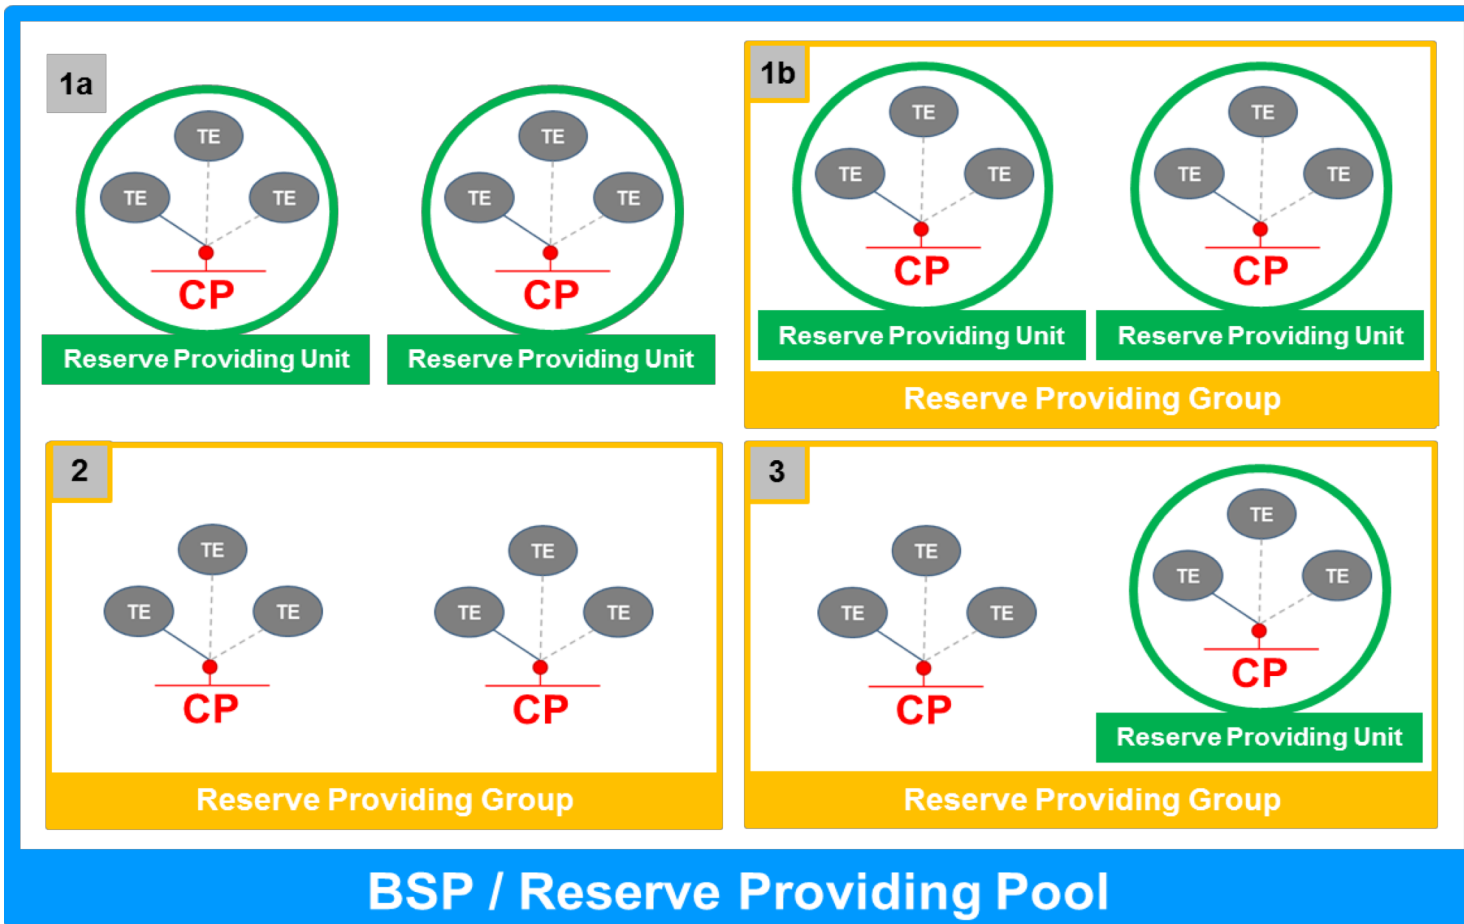 1a
TE
TE
TE
CP
Reserve Providing Unit
TE
TE
TE
CP
Reserve Providing Unit
1b
TE
TE
TE
CP
Reserve Providing Unit
TE
TE
TE
CP
Reserve Providing Unit
Reserve Providing Group
2
TE
TE
TE
CP
TE
TE
TE
CP
Reserve Providing Group
3
TE
TE
TE
CP
TE
TE
TE
CP
Reserve Providing Unit
Reserve Providing Group
BSP / Reserve Providing Pool